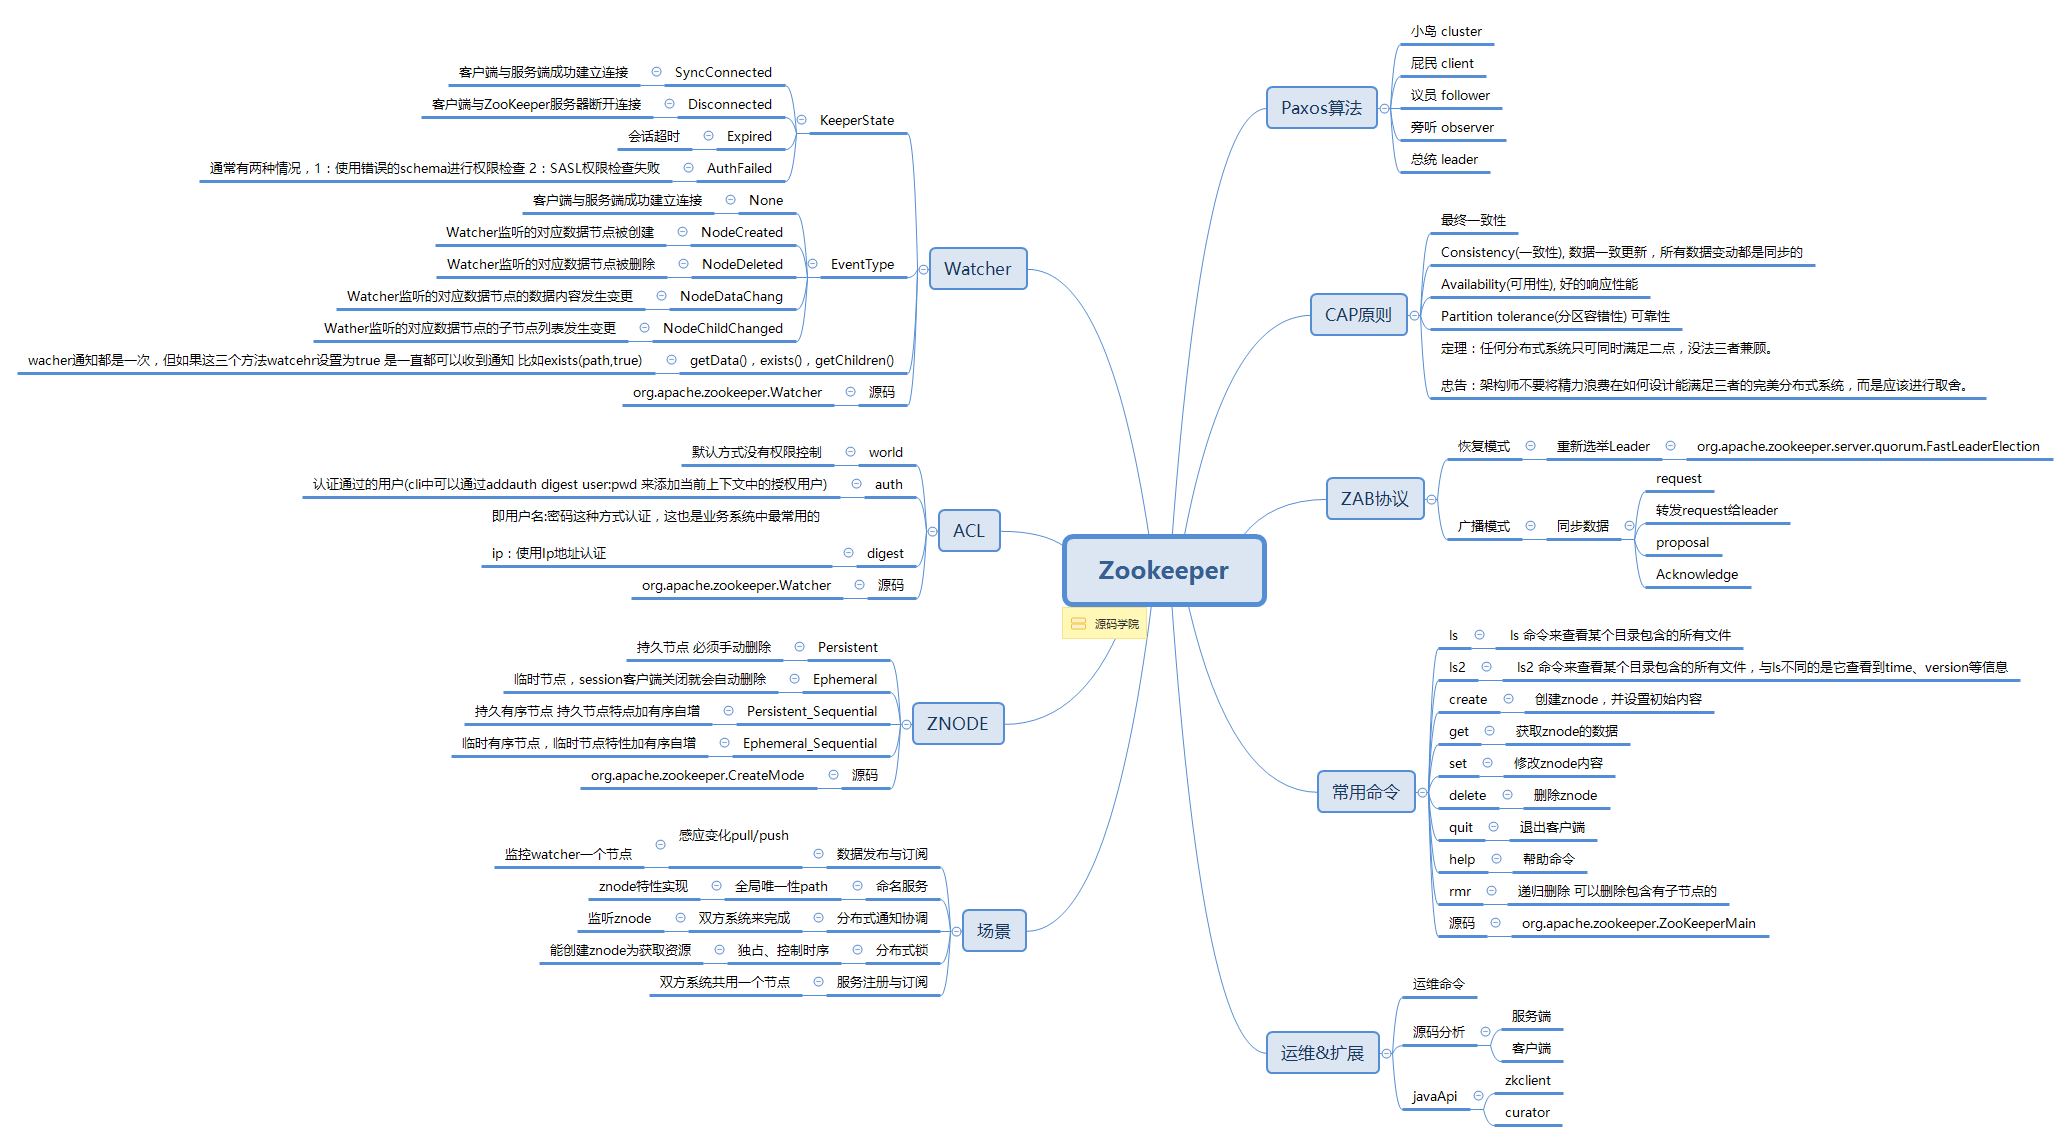 Zookeeper
源码学院
Paxos算法
小鸟 cluster
屁民 client
议员 follower
旁听 observer
总统 leader
CAP原则
最终一致性
Consistency(一致性), 数据一致更新，所有数据变动都是同步的
Availability(可用性), 好的响应性能
Partition tolerance(分区容错性) 可靠性
定理：任何分布式系统只可同时满足二点，没法三者兼顾。
忠告：架构师不要将精力浪费在如何设计能满足三者的完美分布式系统，而是应该进行取舍。
ZAB协议
恢复模式
重新选举Leader
org.apache.zookeeper.server.quorum.FastLeaderElection
广播模式
同步数据
request
转发request给leader
proposal
Acknowledge
常用命令
ls
ls 命令来查看某个目录包含的所有文件
ls2
ls2 命令来查看某个目录包含的所有文件，与ls不同的是它查看到time、version等信息
create
创建znode，并设置初始内容
get
获取znode的数据
set
修改znode内容
delete
删除znode
quit
退出客户端
help
帮助命令
rmr
递归删除 可以删除包含有子节点的
源码
org.apache.zookeeper.ZooKeeperMain
运维&扩展
运维命令
源码分析
服务端
客户端
javaApi
zkclient
curator
Watcher
KeeperState
SyncConnected
客户端与服务端成功建立连接
Disconnected
客户端与ZooKeeper服务器断开连接
Expired
会话超时
AuthFailed
通常有两种情况，1：使用错误的schema进行权限检查 2：SASL权限检查失败
EventType
None
客户端与服务端成功建立连接
NodeCreated
Watcher监听的对应数据节点被创建
NodeDeleted
Watcher监听的对应数据节点被删除
NodeDataChang
Watcher监听的对应数据节点的数据内容发生变更
NodeChildChanged
Wather监听的对应数据节点的子节点列表发生变更
getData()，exists()，getChildren()
wacher通知都是一次，但如果这三个方法watcehr设置为true 是一直都可以收到通知 比如exists(path,true)
源码
org.apache.zookeeper.Watcher
ACL
world
默认方式没有权限控制
auth
认证通过的用户(cli中可以通过addauth digest user:pwd 来添加当前上下文中的授权用户)
digest
即用户名:密码这种方式认证，这也是业务系统中最常用的
ip：使用Ip地址认证
源码
org.apache.zookeeper.Watcher
ZNODE
Persistent
持久节点 必须手动删除
Ephemeral
临时节点，session客户端关闭就会自动删除
Persistent_Sequential
持久有序节点 持久节点特点加有序自增
Ephemeral_Sequential
临时有序节点，临时节点特性加有序自增
源码
org.apache.zookeeper.CreateMode
场景
数据发布与订阅
感应变化pull/push
监控watcher一个节点
命名服务
全局唯一性path
znode特性实现
分布式通知协调
双方系统来完成
监听znode
分布式锁
独占、控制时序
能创建znode为获取资源
服务注册与订阅
双方系统共用一个节点